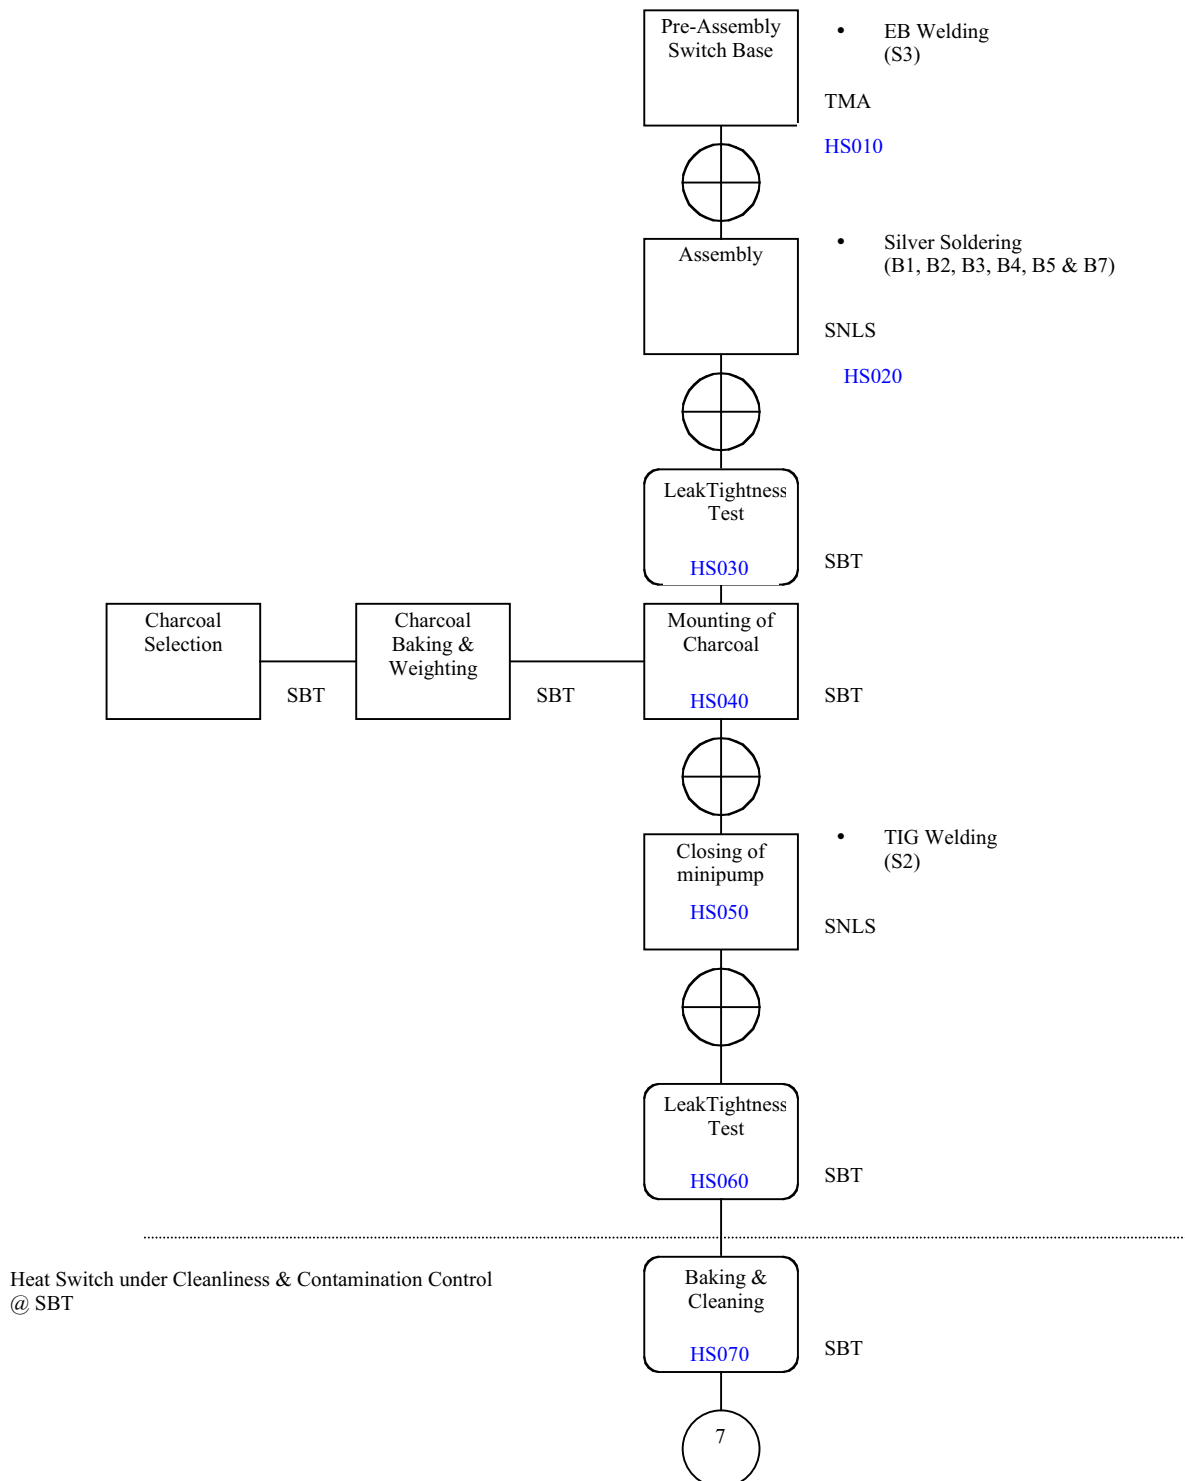 Pre-Assembly
Switch Base
• EB Welding
(S3)
TMA
HS010
Assembly
• Silver Soldering
(B1, B2, B3, B4, B5 & B7)
SNLS
HS020
LeakTightness
Test
HS030
SBT
Charcoal
Selection
SBT
Charcoal
Baking &
Weighting
SBT
Mounting of
Charcoal
HS040
SBT
Closing of
minipump
HS050
• TIG Welding
(S2)
SNLS
LeakTightness
Test
HS060
SBT
Heat Switch under Cleanliness & Contamination Control
@ SBT
Baking &
Cleaning
HS070
SBT
7